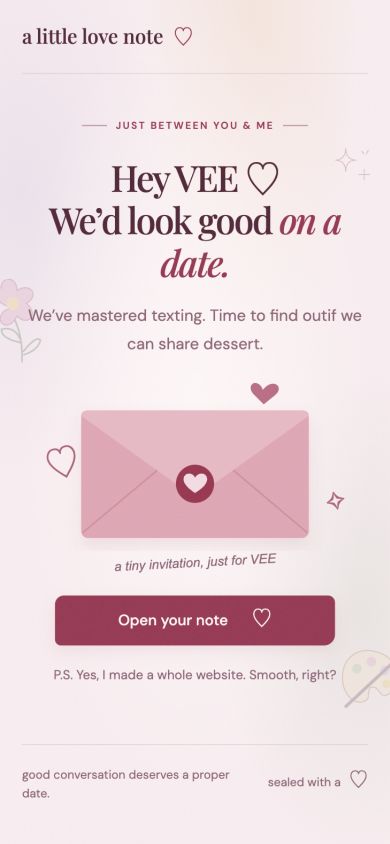 a little love note
JUST BETWEEN YOU & ME
Hey VEE ♡
We’d look good on a
date.
We’ve mastered texting. Time to find outif we
can share dessert.
a tiny invitation, just for VEE
Open your note
P.S. Yes, I made a whole website. Smooth, right?
good conversation deserves a proper
date.
sealed with a